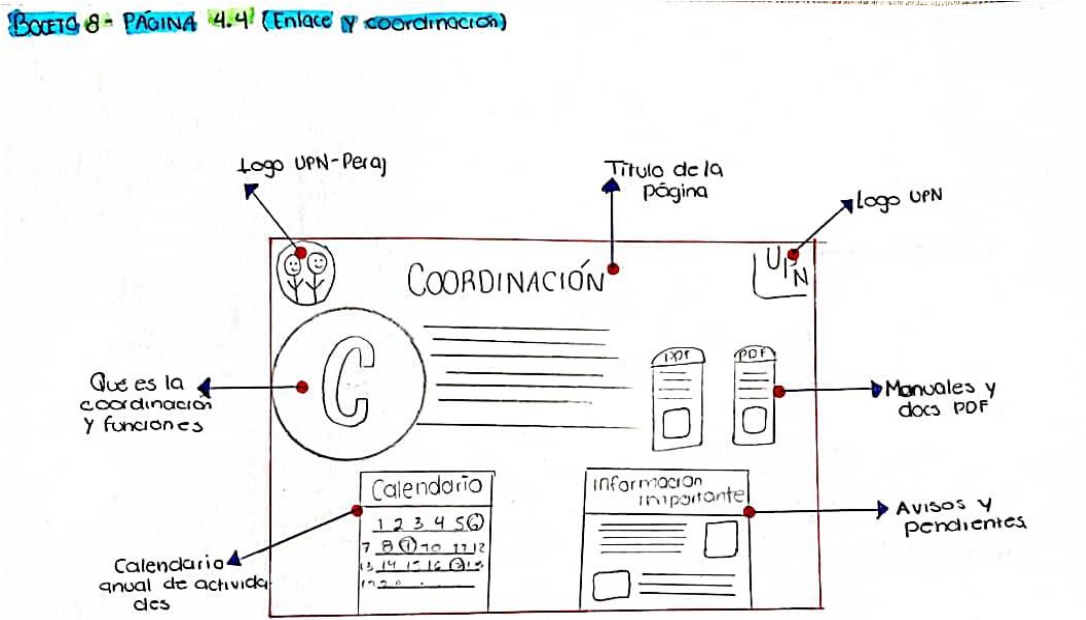 BOCETO 8 - PÁGINA 4.4 (Enlace y coordinación)
Logo UPN-Peraj
Título de la
página
Logo UPN
COORDINACIÓN
UPN
C
PDF
PDF
Que es la
coordinación
y funciones
Manuales y
docs PDF
Calendario
1 2 3 4 5 6
7 8 10 11 12
13 14 15 16
Información
importante
Avisos y
pendientes
Calendario
anual de activida
des